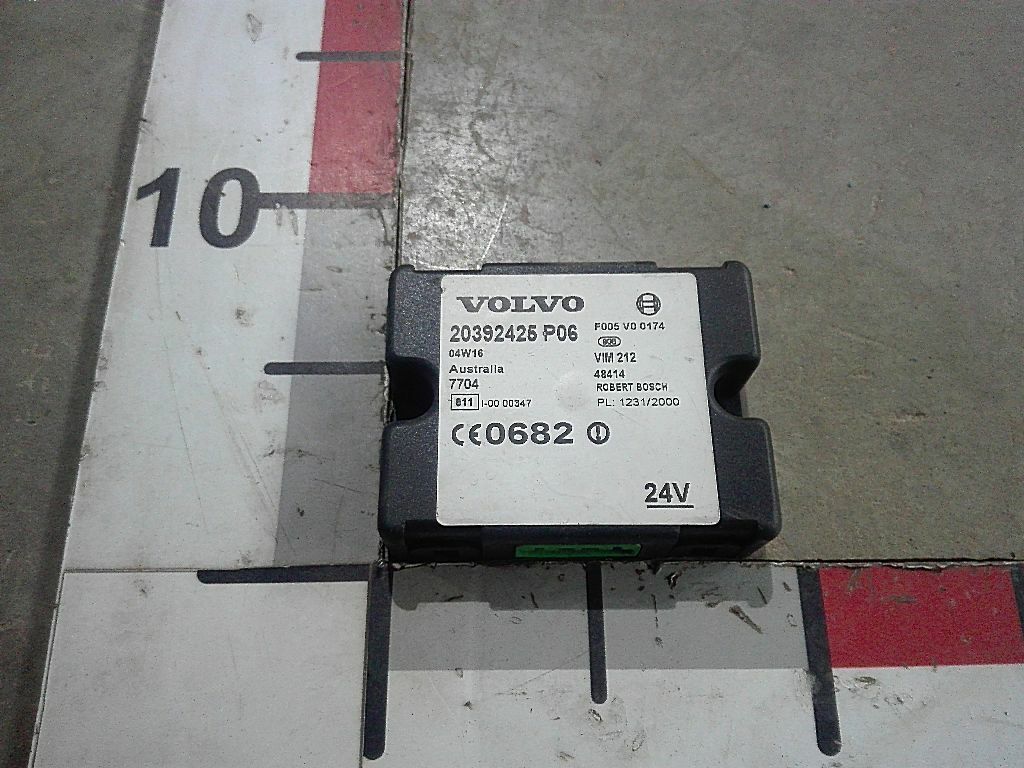 10
VOLVO
20392425 P06
04W16
Australia
7704
611 I-00 00347
CE0682
F005 V0 0174
VIM 212
48414
ROBERT BOSCH
PL: 1231/2000
24V